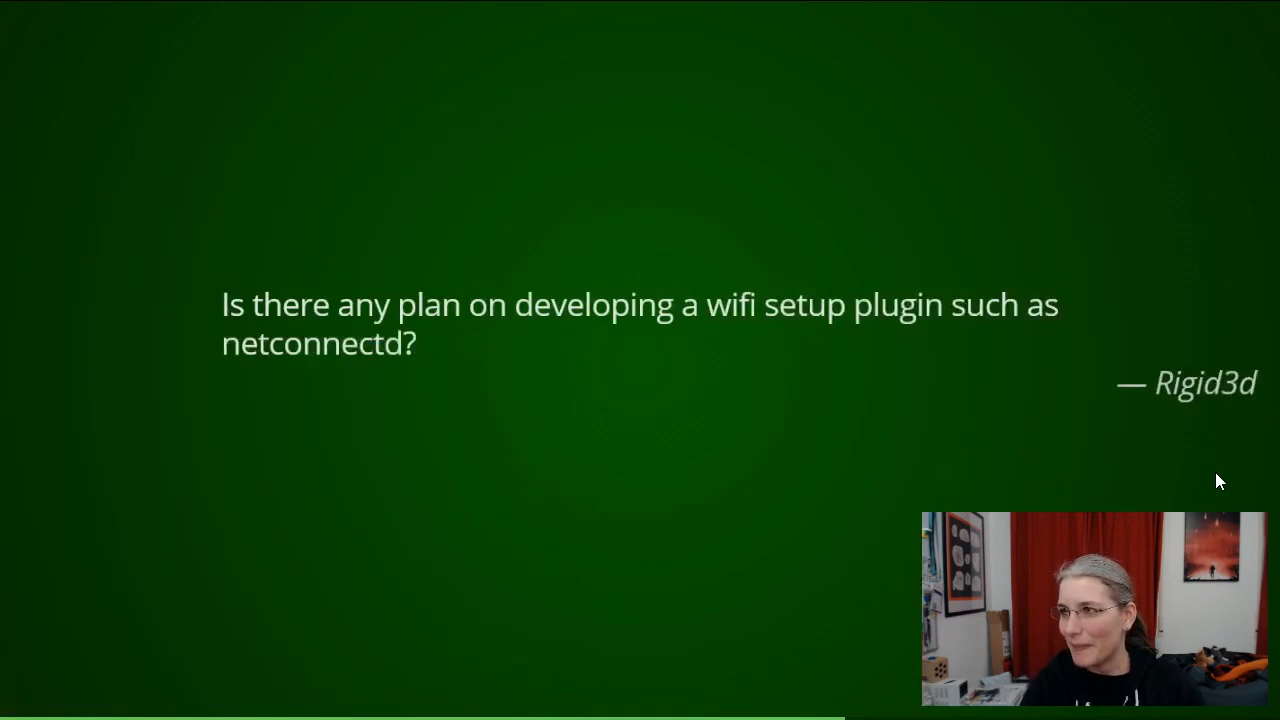 Is there any plan on developing a wifi setup plugin such as
netconnectd?
— Rigid3d